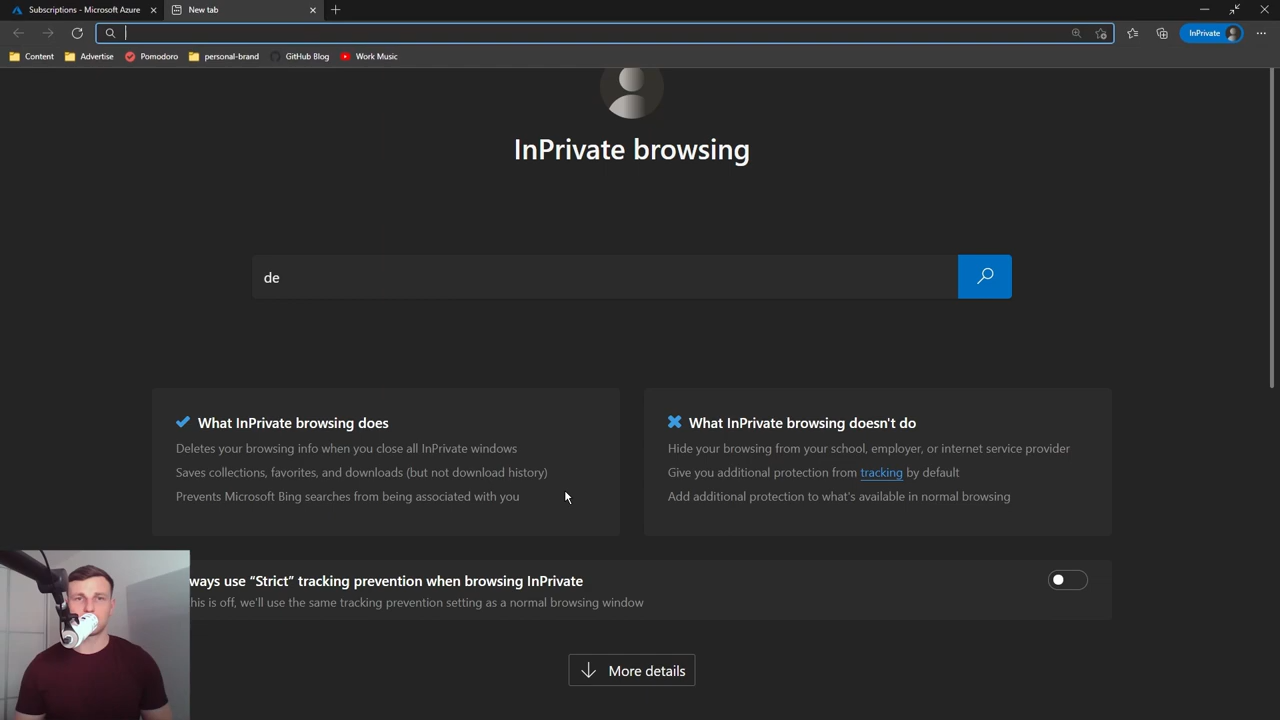 Subscriptions - Microsoft Azure
New tab
InPrivate
Content
Advertise
Pomodoro
personal-brand
GitHub Blog
Work Music
InPrivate browsing
de
What InPrivate browsing does
Deletes your browsing info when you close all InPrivate windows
Saves collections, favorites, and downloads (but not download history)
Prevents Microsoft Bing searches from being associated with you
What InPrivate browsing doesn't do
Hide your browsing from your school, employer, or internet service provider
Give you additional protection from tracking by default
Add additional protection to what's available in normal browsing
ways use “Strict” tracking prevention when browsing InPrivate
his is off, we'll use the same tracking prevention setting as a normal browsing window
More details